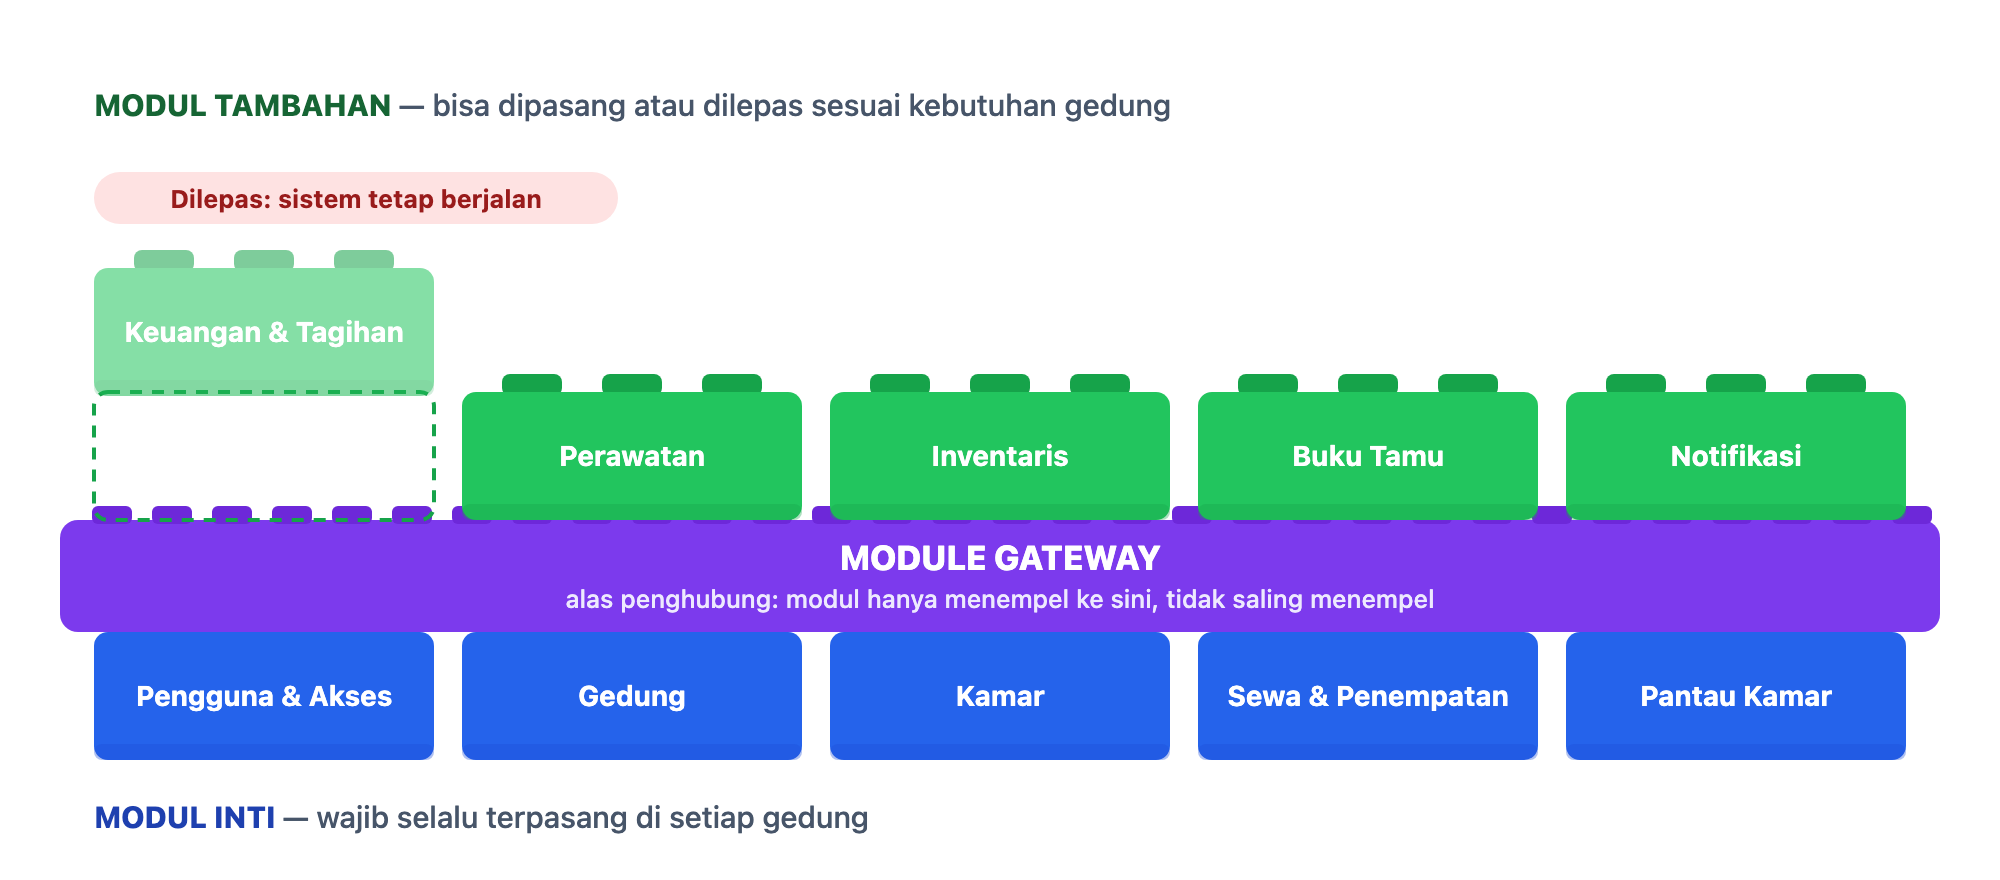 MODUL TAMBAHAN — bisa dipasang atau dilepas sesuai kebutuhan gedung
Dilepas: sistem tetap berjalan
Keuangan & Tagihan
Perawatan
Inventaris
Buku Tamu
Notifikasi
MODULE GATEWAY
alas penghubung: modul hanya menempel ke sini, tidak saling menempel
Pengguna & Akses
Gedung
Kamar
Sewa & Penempatan
Pantau Kamar
MODUL INTI — wajib selalu terpasang di setiap gedung